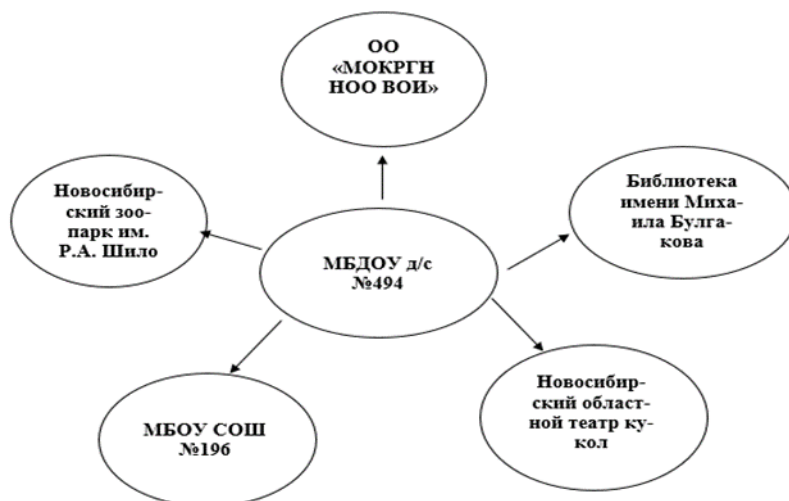 ОО
«МОКРГН
НОО ВОИ»
Новосибир-
ский зоо-
парк им.
Р.А. Шило
Библиотека
имени Миха-
ила Булга-
кова
МБДОУ д/с
№494
МБОУ СОШ
№196
Новосибир-
ский област-
ной театр ку-
кол